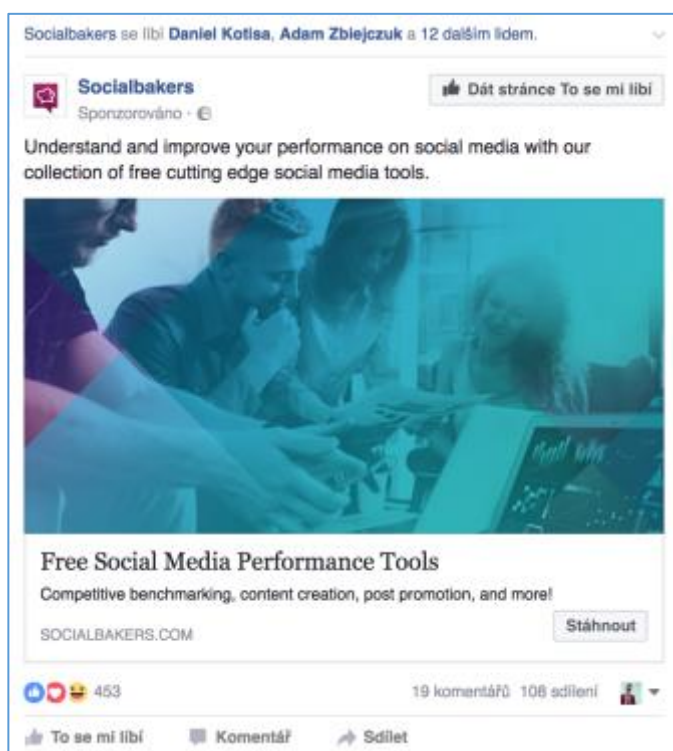 Socialbakers se líbí Daniel Kotisa, Adam Zbiejczuk a 12 dalším lidem.
Socialbakers
Dát stránce To se mi líbí
Sponzorováno ·
Understand and improve your performance on social media with our
collection of free cutting edge social media tools.
Free Social Media Performance Tools
Competitive benchmarking, content creation, post promotion, and more!
Stáhnout
SOCIALBAKERS.COM
453 19 komentářů 108 sdílení
To se mi líbí Komentář Sdílet